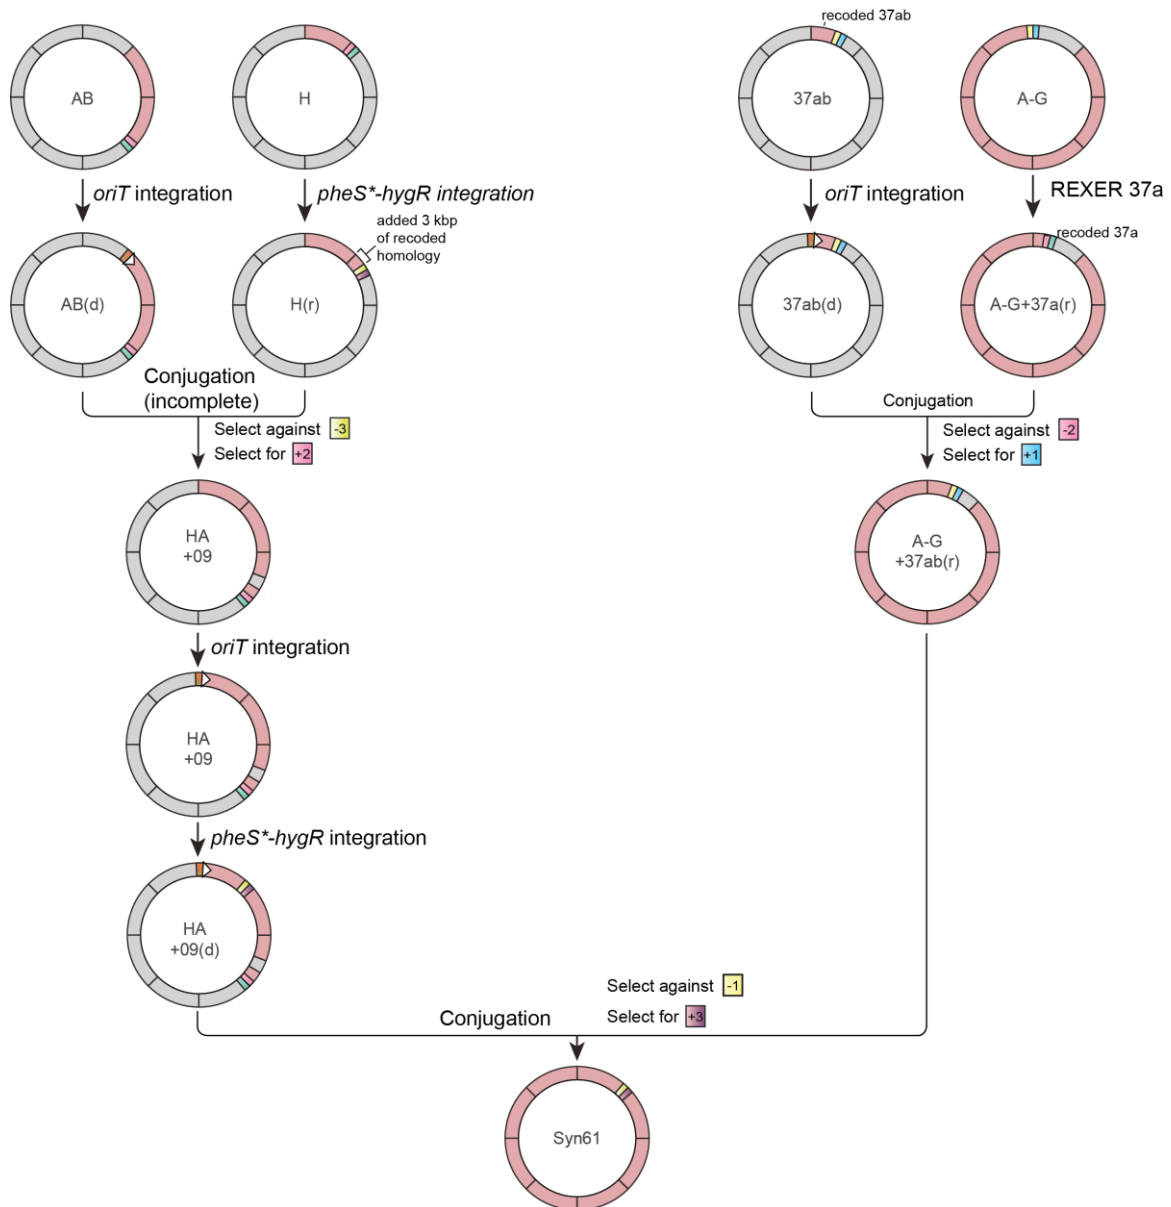 AB
H
oriT integration
pheS*-hygR integration
added 3 kbp
of recoded
homology
AB(d)
H(r)
Conjugation
(incomplete)
Select against -3
Select for +2
HA
+09
oriT integration
HA
+09
pheS*-hygR integration
HA
+09(d)
recoded 37ab
37ab
A-G
oriT integration
REXER 37a
recoded 37a
37ab(d)
A-G+37a(r)
Conjugation
Select against -2
Select for +1
A-G
+37ab(r)
Conjugation
Select against -1
Select for +3
Syn61